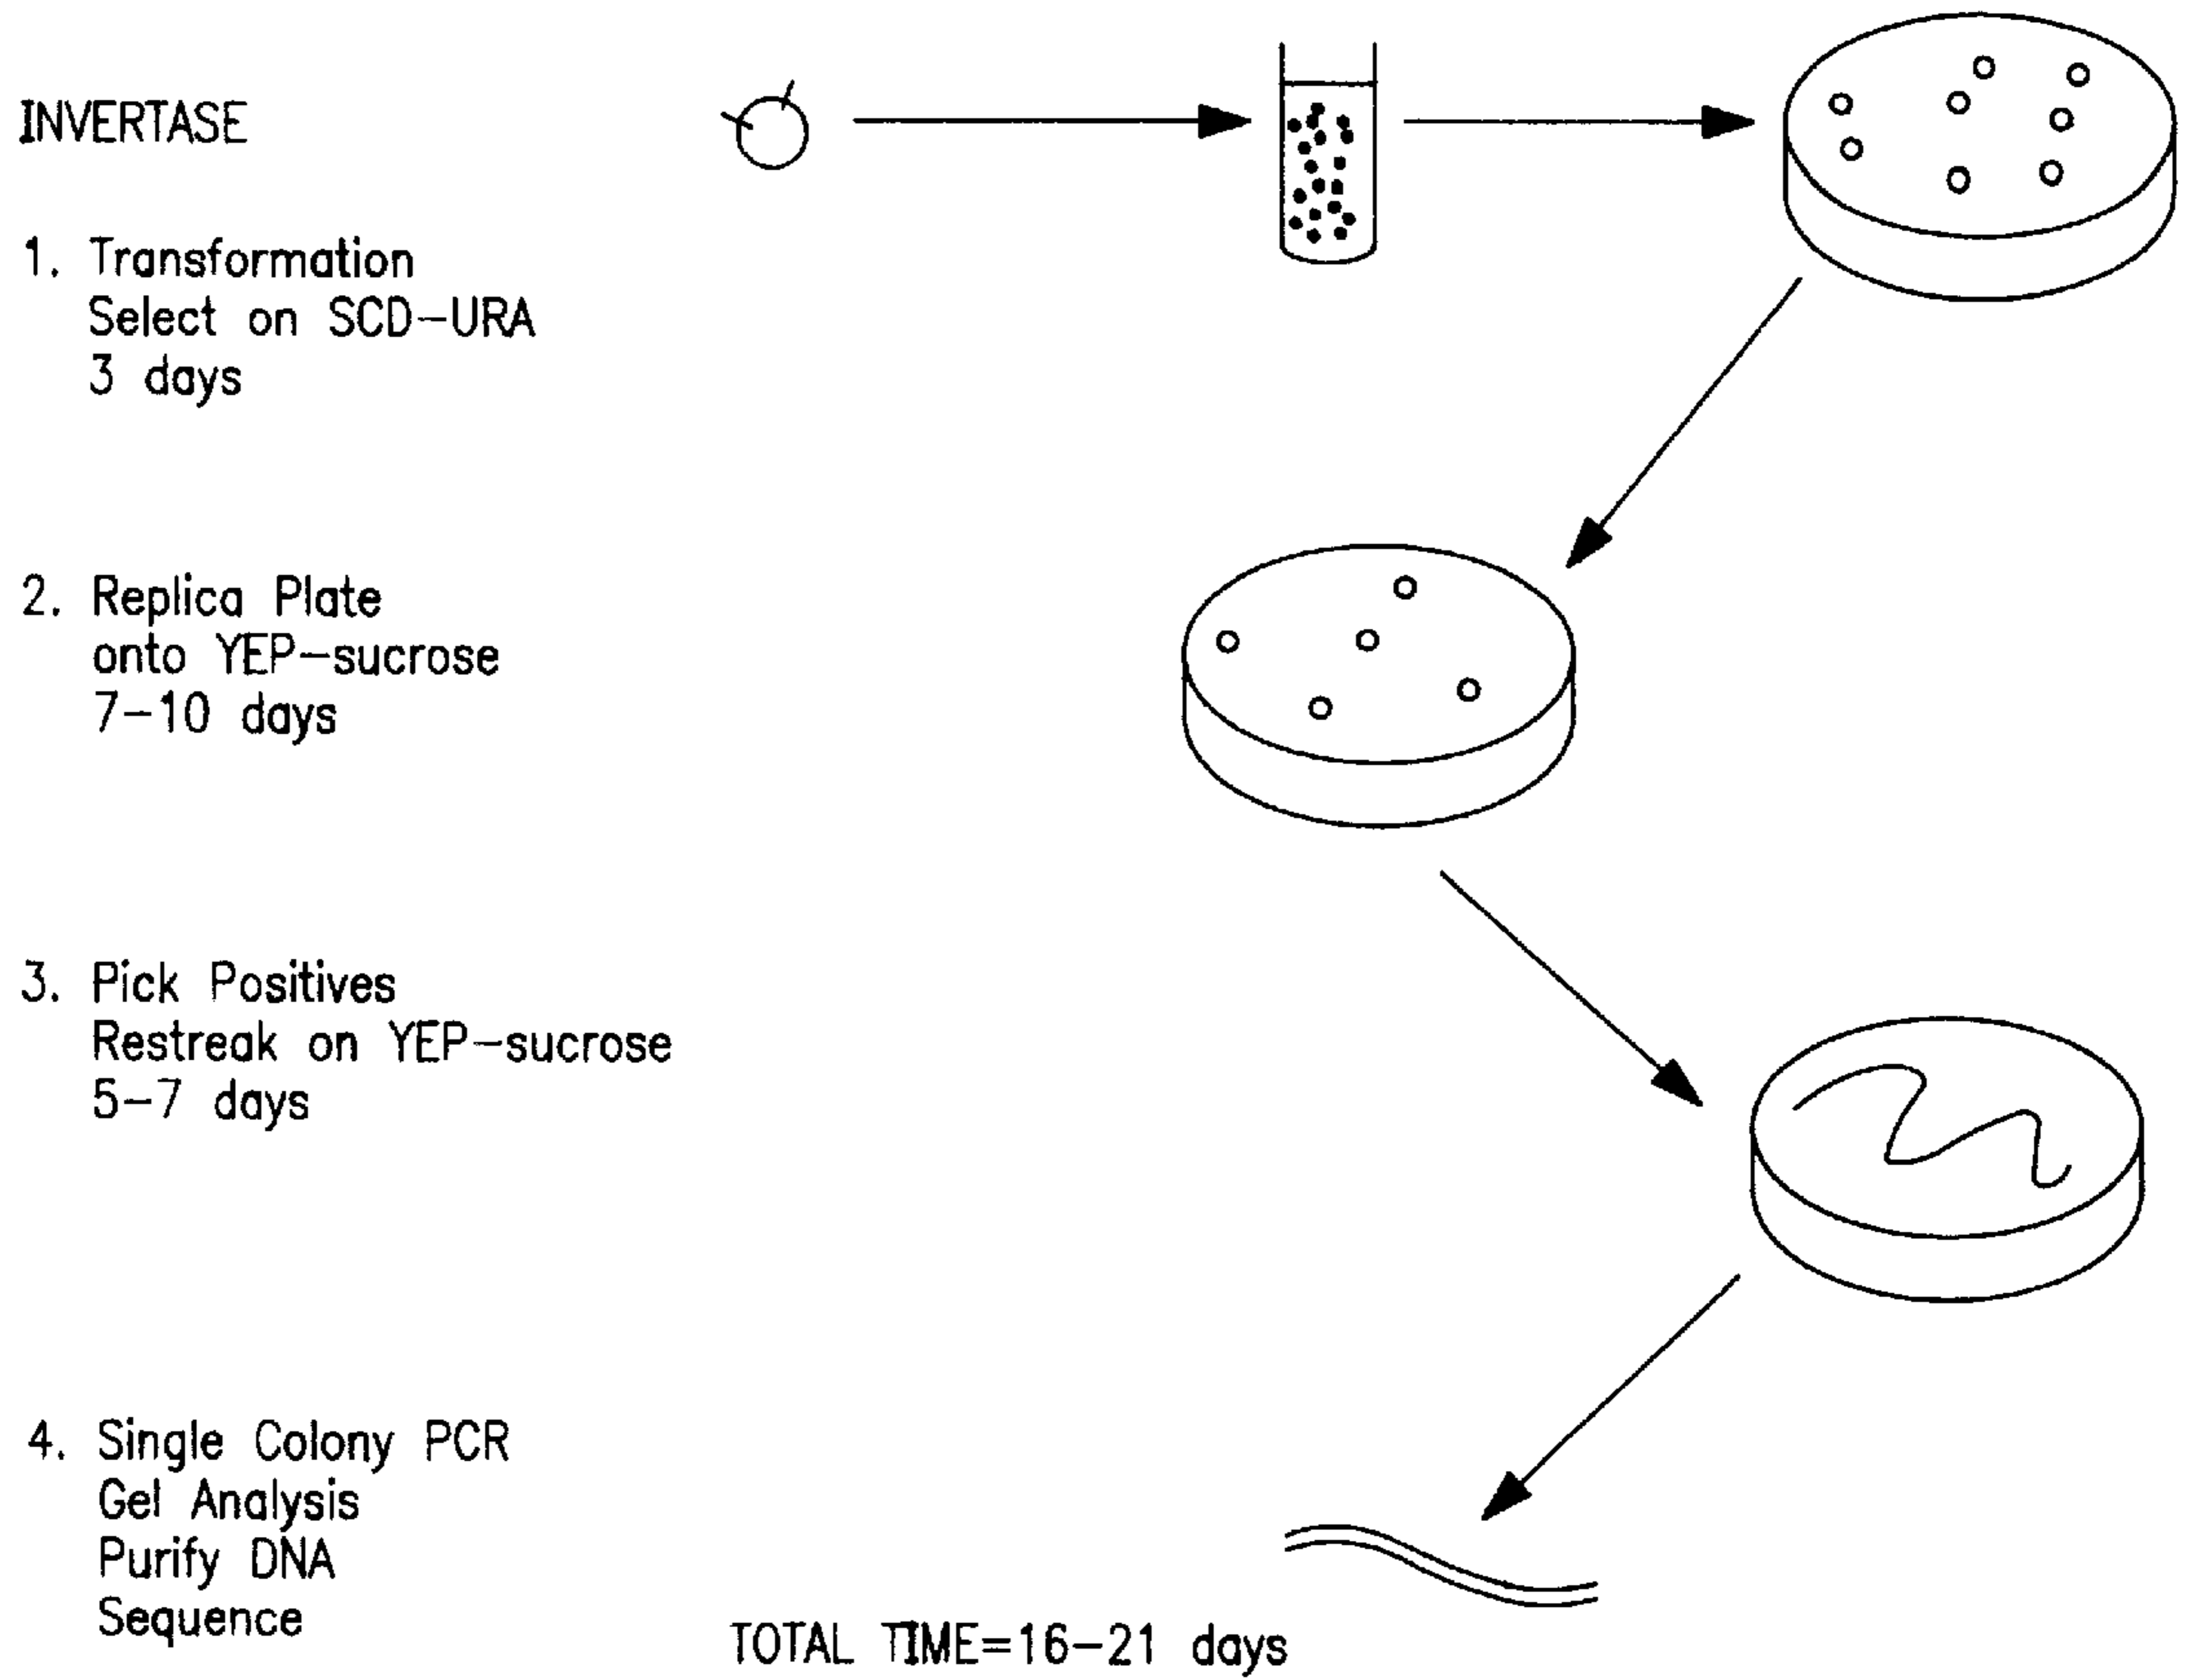 INVERTASE
1. Transformation
Select on SCD-URA
3 days
2. Replica Plate
onto YEP-sucrose
7-10 days
3. Pick Positives
Restreak on YEP-sucrose
5-7 days
4. Single Colony PCR
Gel Analysis
Purify DNA
Sequence
TOTAL TIME=16-21 days